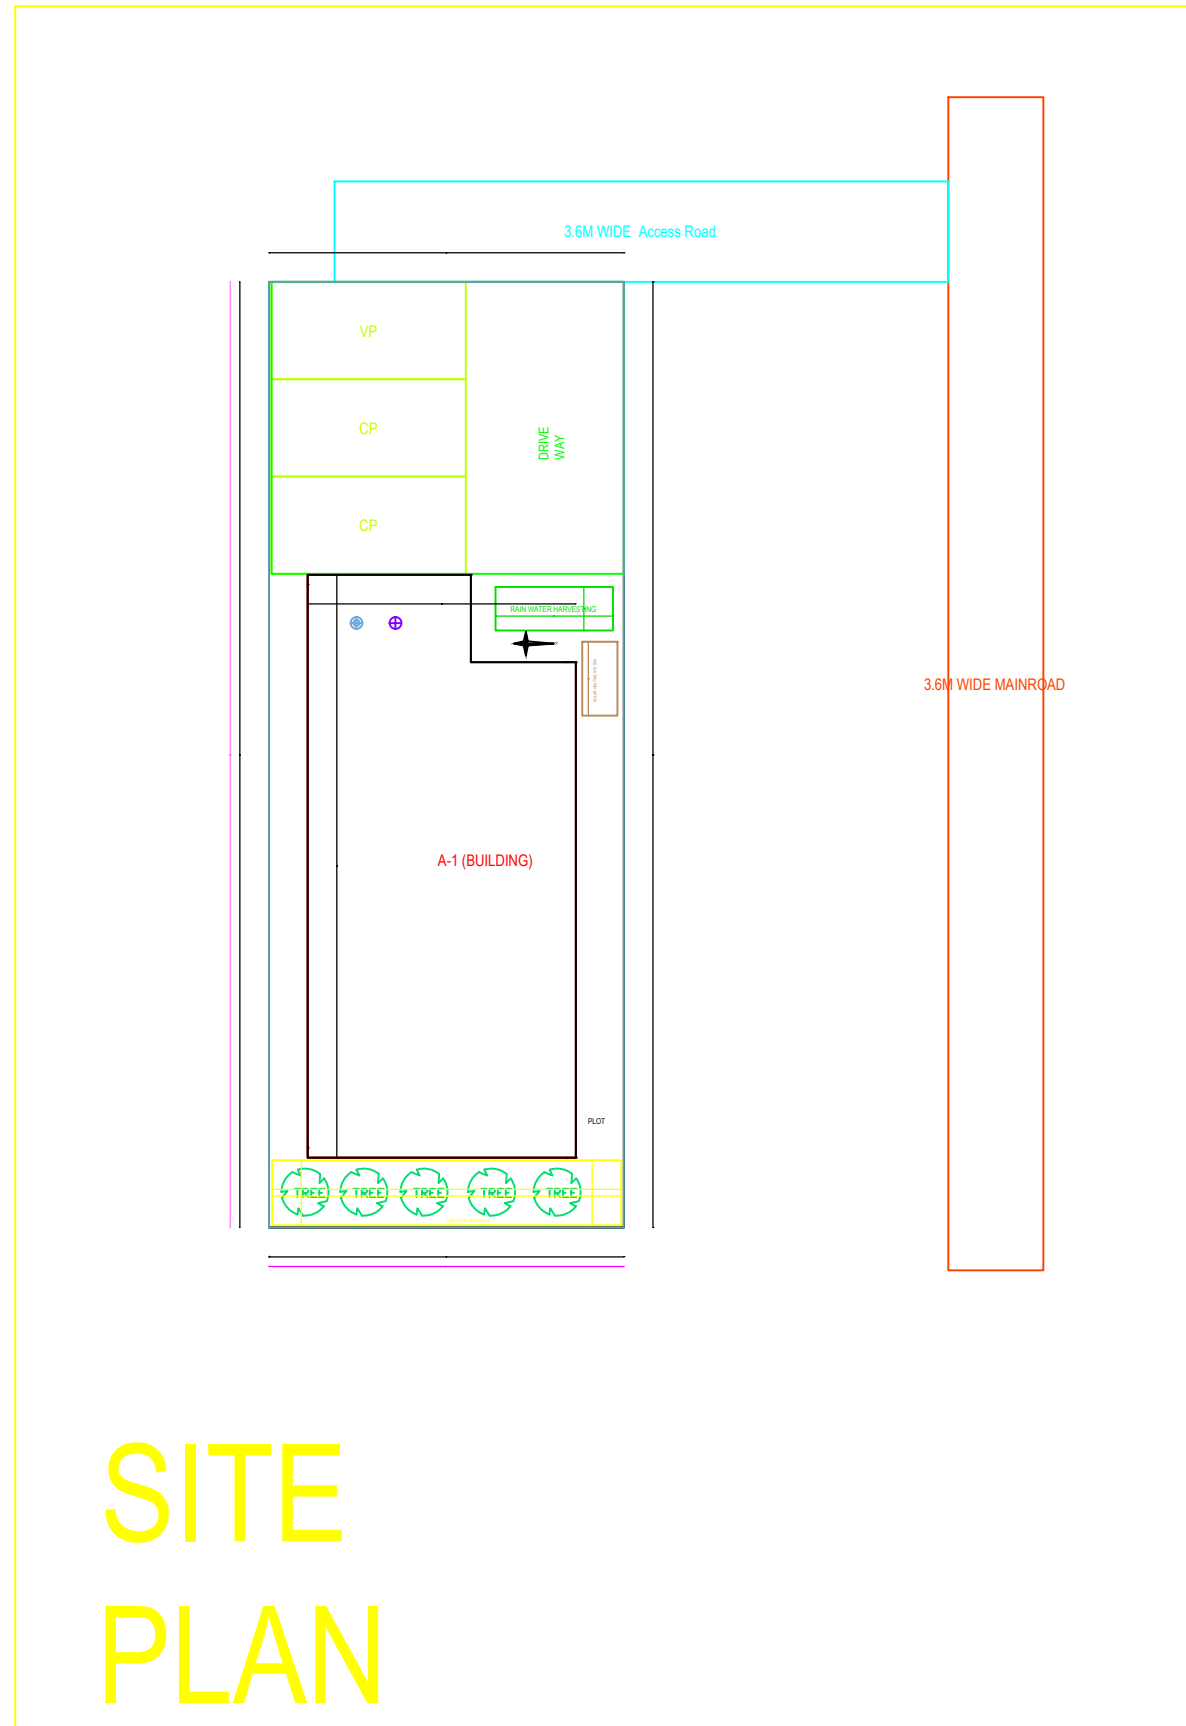 3.6M WIDE  Access Road
VP
CP
DRIVE
WAY
CP
RAIN WATER HARVESTING
3.6M WIDE MAINROAD
A-1 (BUILDING)
PLOT
TREE
TREE
TREE
TREE
TREE
SITE
PLAN